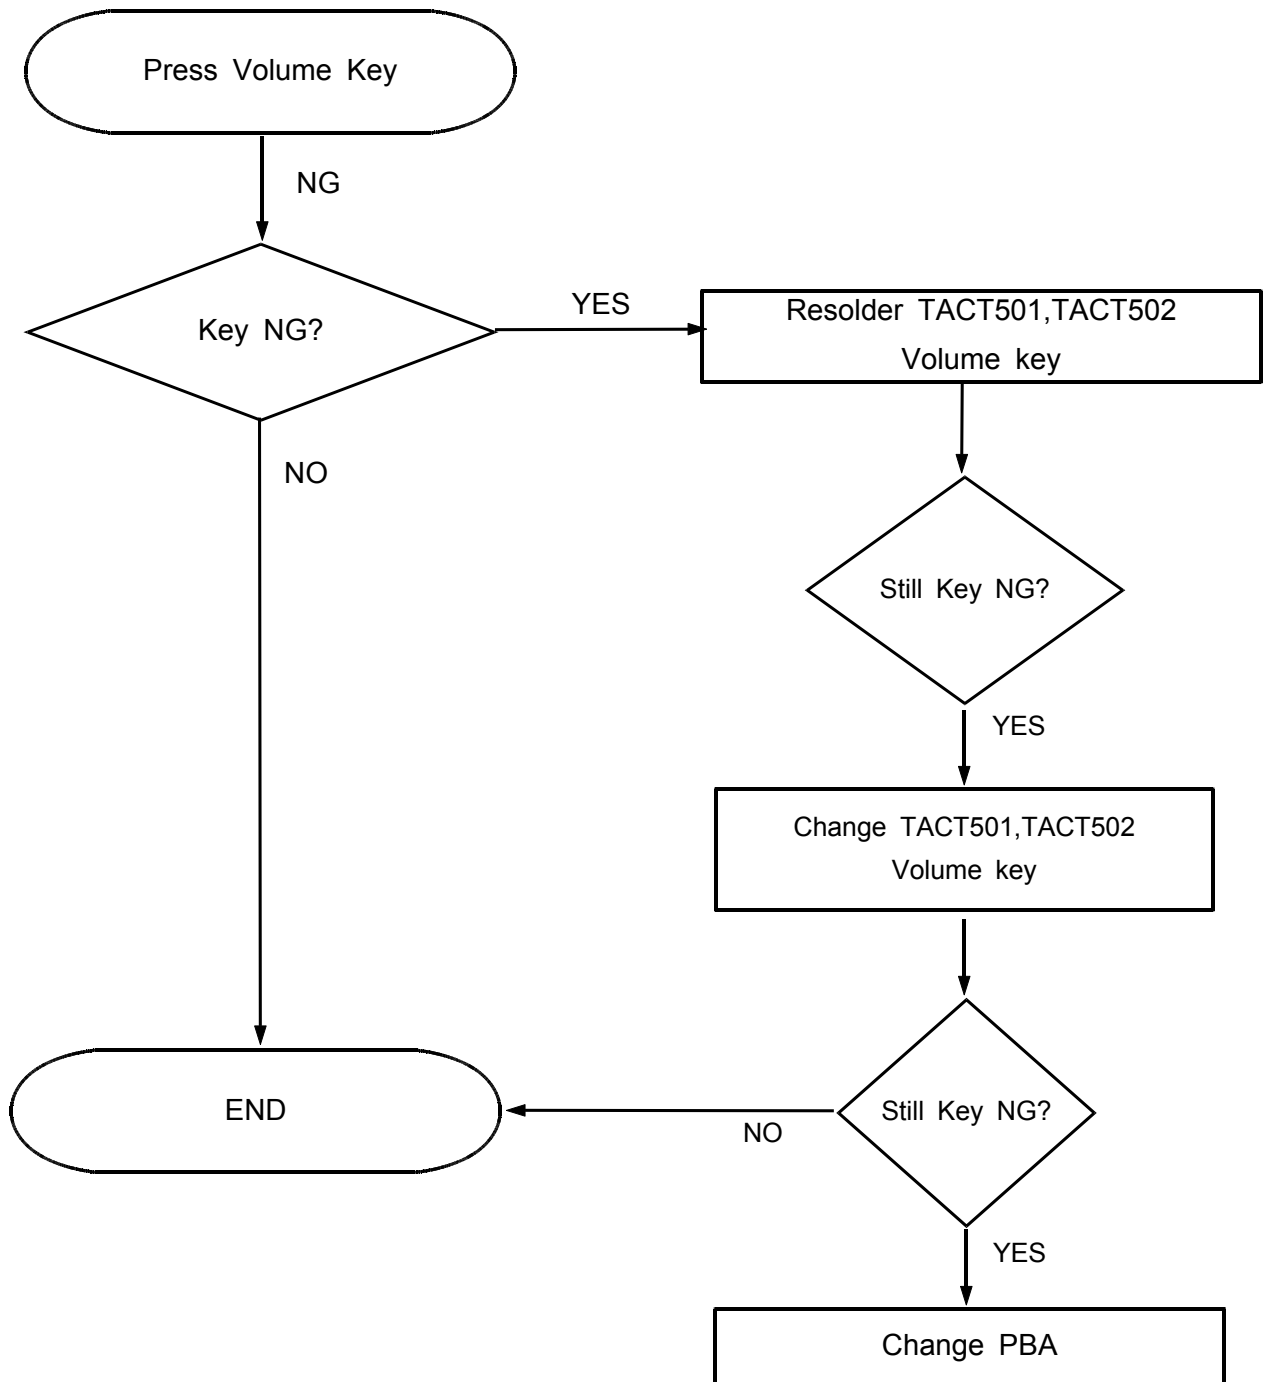 Press Volume Key
NG
Key NG?
YES
Resolder TACT501,TACT502
Volume key
NO
Still Key NG?
YES
Change TACT501,TACT502
Volume key
Still Key NG?
NO
END
YES
Change PBA